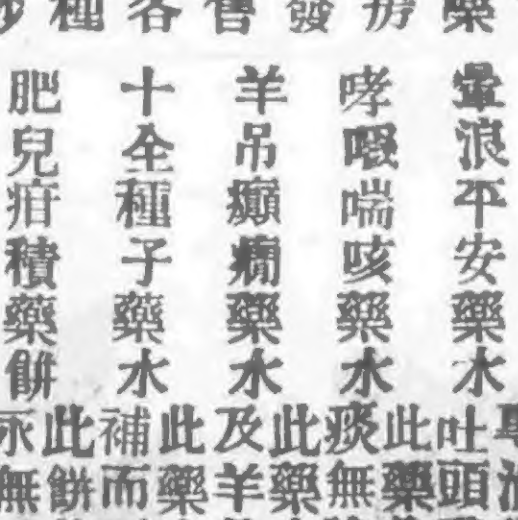 藥房發售各種
暈浪平安藥水
哮喘咳藥水
羊吊癲癇藥水
十全種子藥水
肥兒疳積藥餅
吐頭
此藥
痰無
此藥
及羊
此藥
補而
此餅
永無